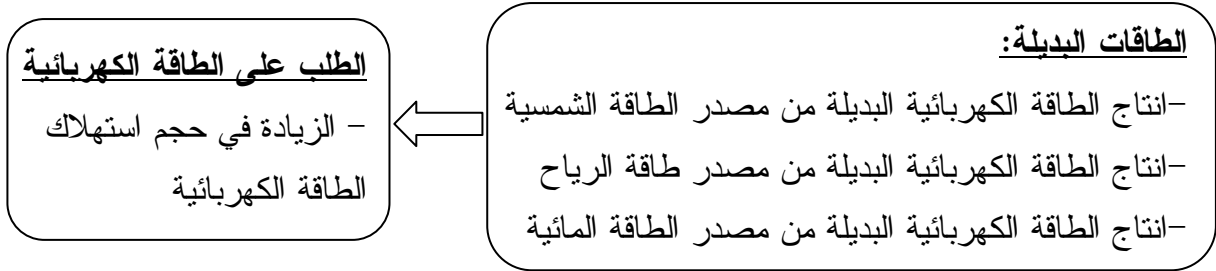 الطاقات البديلة:
-انتاج الطاقة الكهربائية البديلة من مصدر الطاقة الشمسية
-انتاج الطاقة الكهربائية البديلة من مصدر طاقة الرياح
-انتاج الطاقة الكهربائية البديلة من مصدر الطاقة المائية
الطلب على الطاقة الكهربائية
- الزيادة في حجم استهلاك
الطاقة الكهربائية